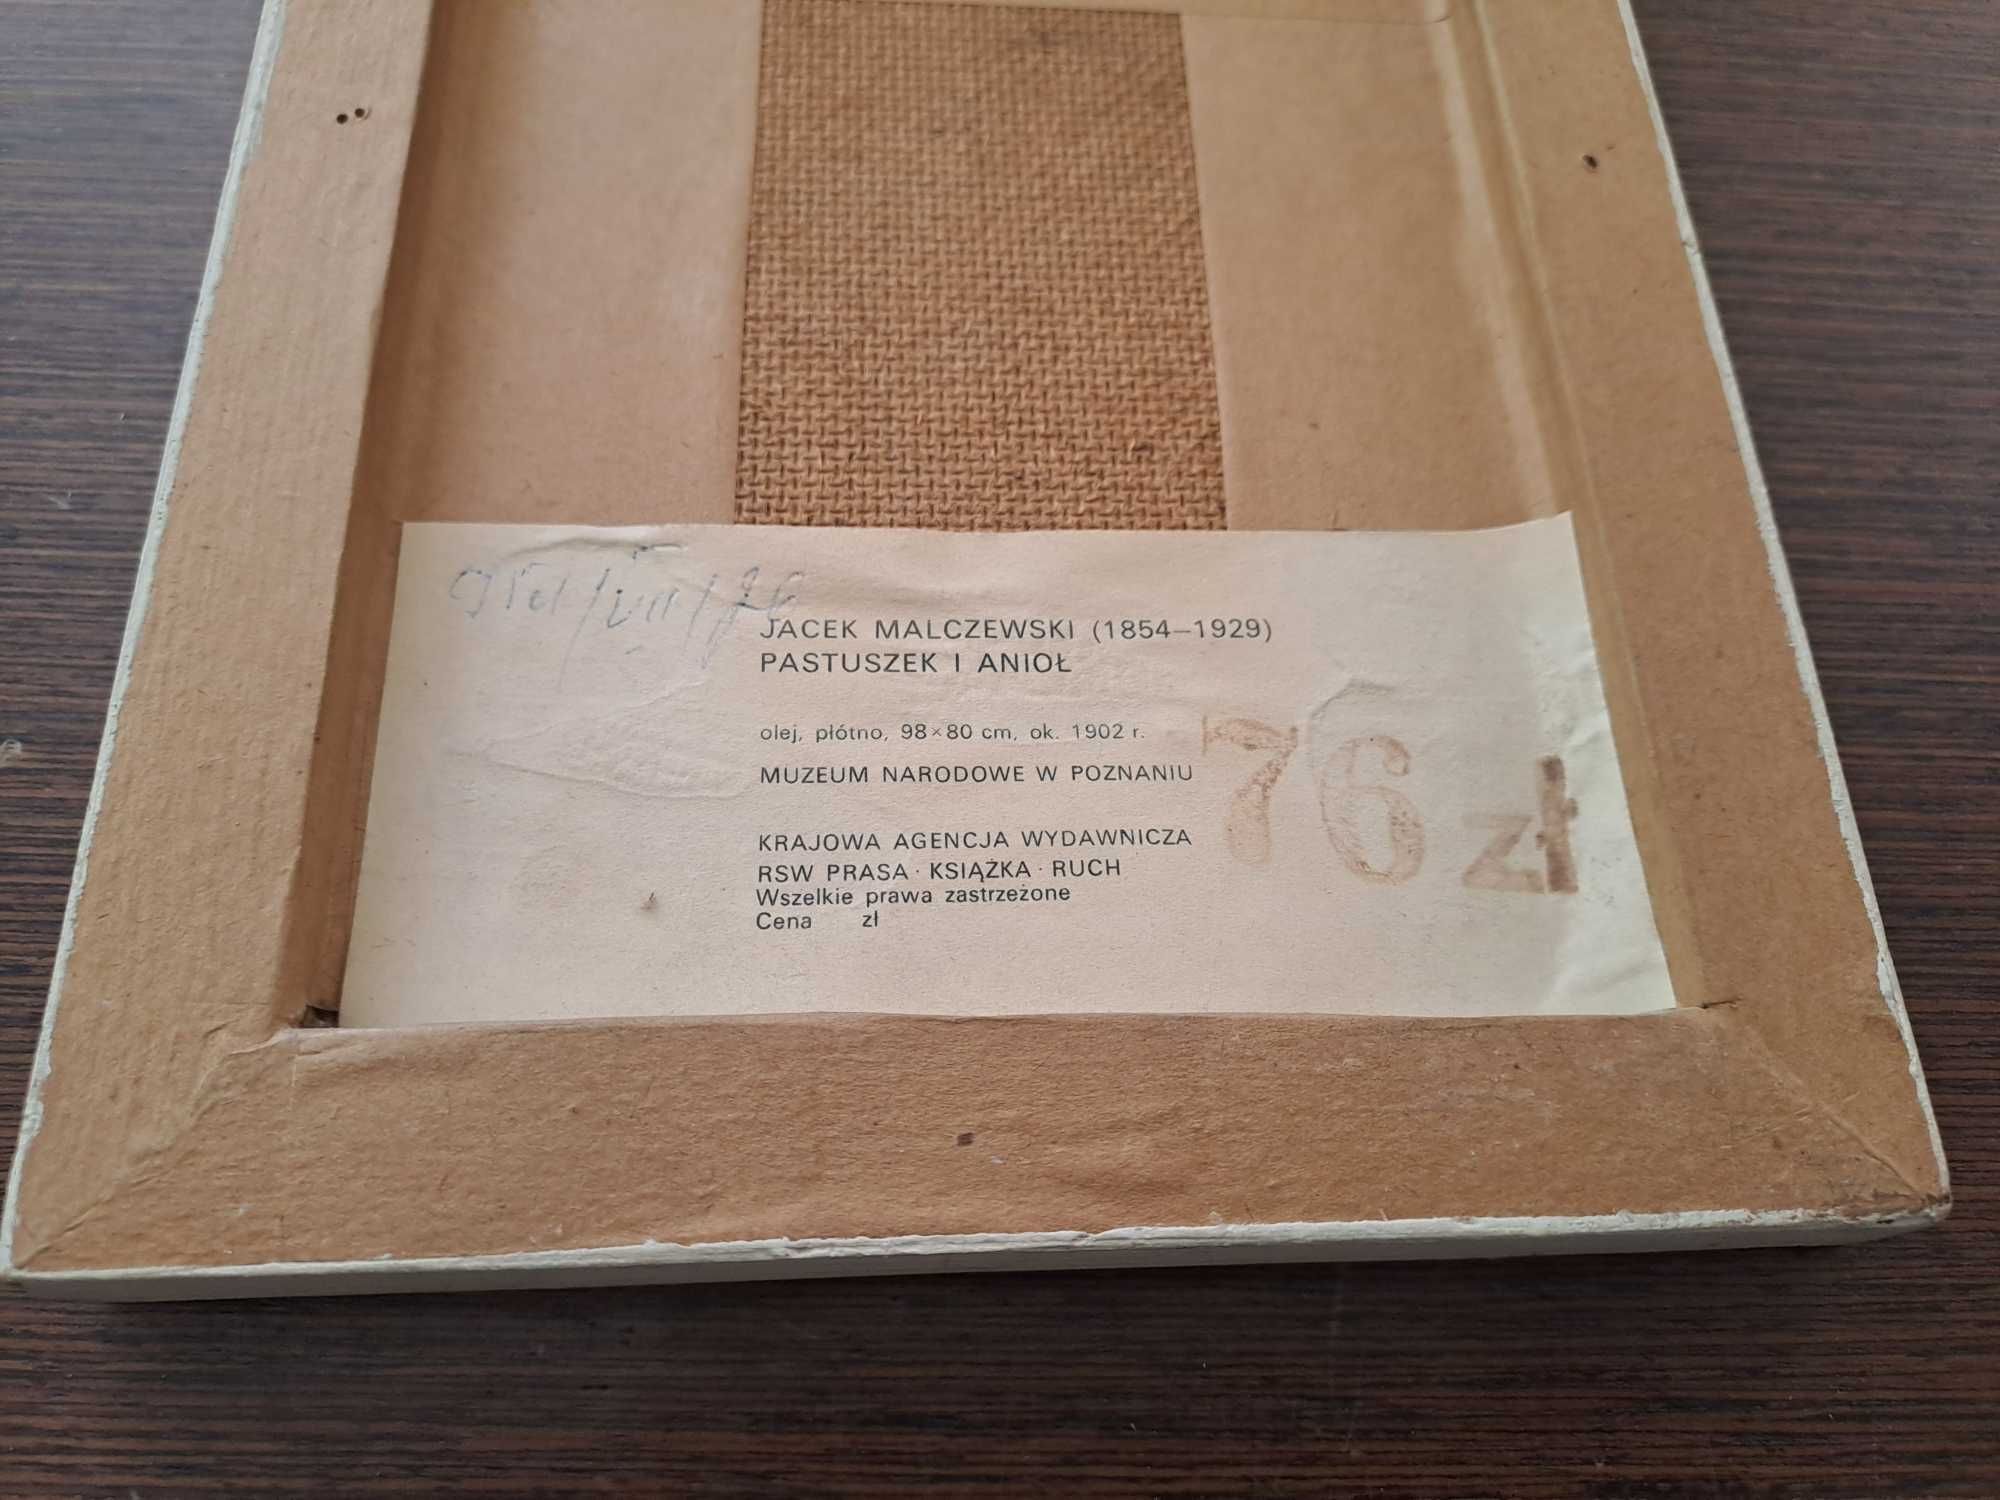 JACEK MALCZEWSKI (1854–1929)
PASTUSZEK I ANIOŁ
olej, płótno, 98×80 cm, ok. 1902 r.
MUZEUM NARODOWE W POZNANIU
76 zł
KRAJOWA AGENCJA WYDAWNICZA
RSW PRASA · KSIĄŻKA · RUCH
Wszelkie prawa zastrzeżone
Cena zł